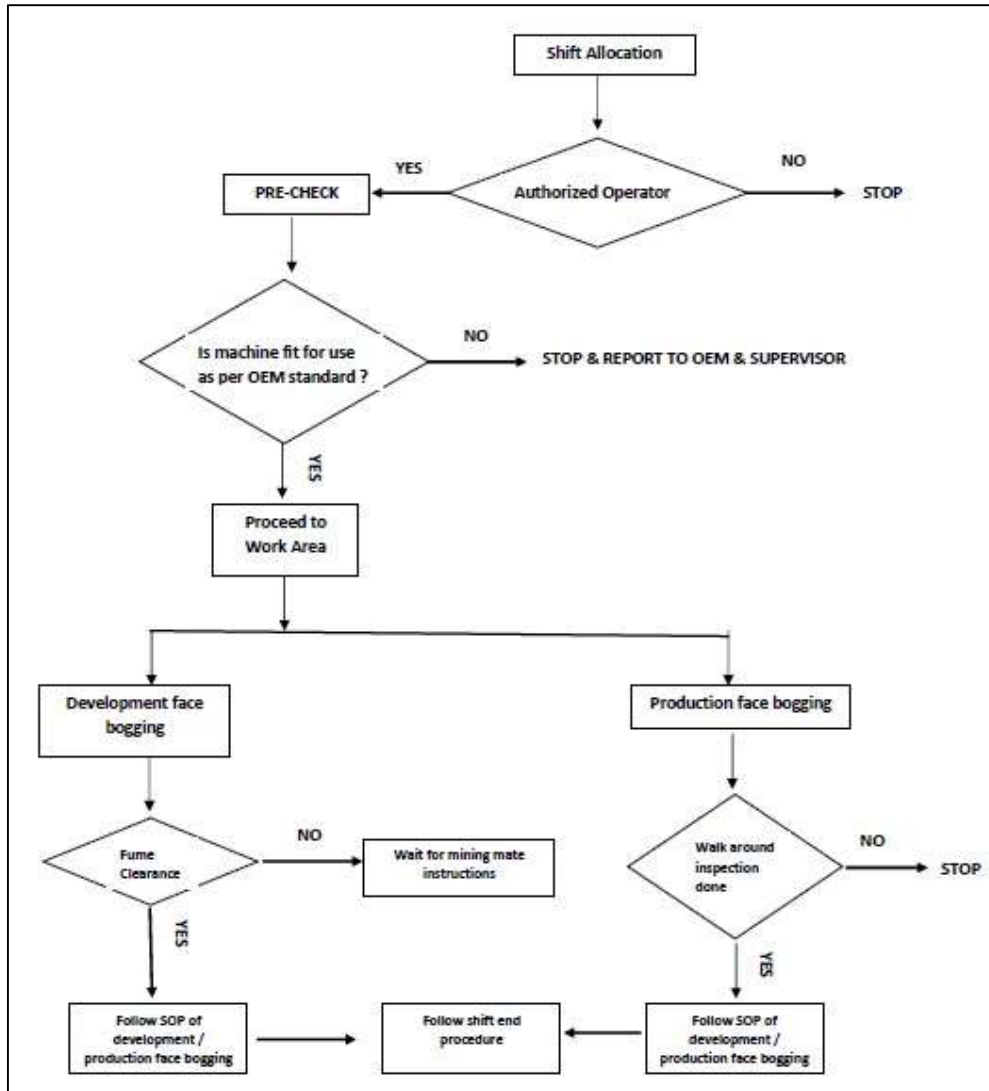 Shift Allocation
YES
NO
PRE-CHECK
Authorized Operator
STOP
Is machine fit for use
as per OEM standard ?
NO
STOP & REPORT TO OEM & SUPERVISOR
YES
Proceed to
Work Area
Development face
bogging
Production face bogging
Fume
Clearance
NO
Wait for mining mate
instructions
Walk around
inspection
done
NO
STOP
YES
YES
Follow SOP of
development /
production face bogging
Follow shift end
procedure
Follow SOP of
development /
production face bogging